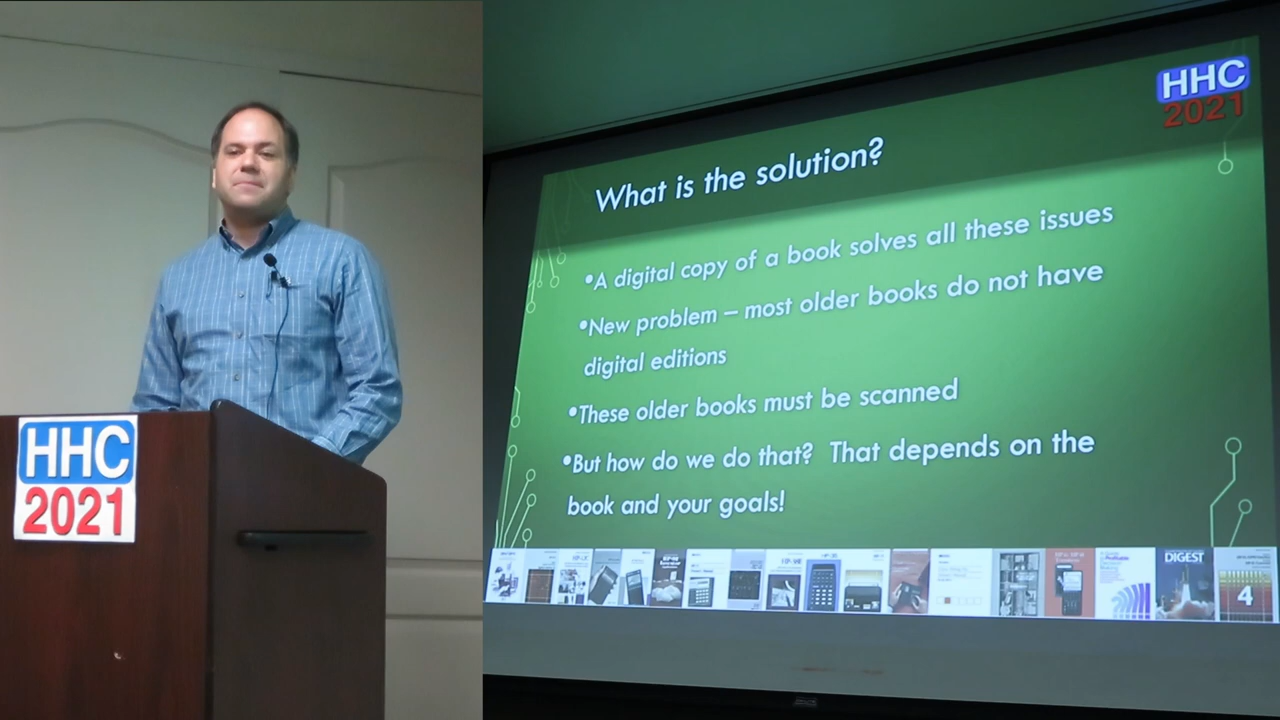 HHC
2021
HHC
2021
What is the solution?
•A digital copy of a book solves all these issues
•New problem – most older books do not have
digital editions
•These older books must be scanned
•But how do we do that? That depends on the
book and your goals!
DIGEST
4